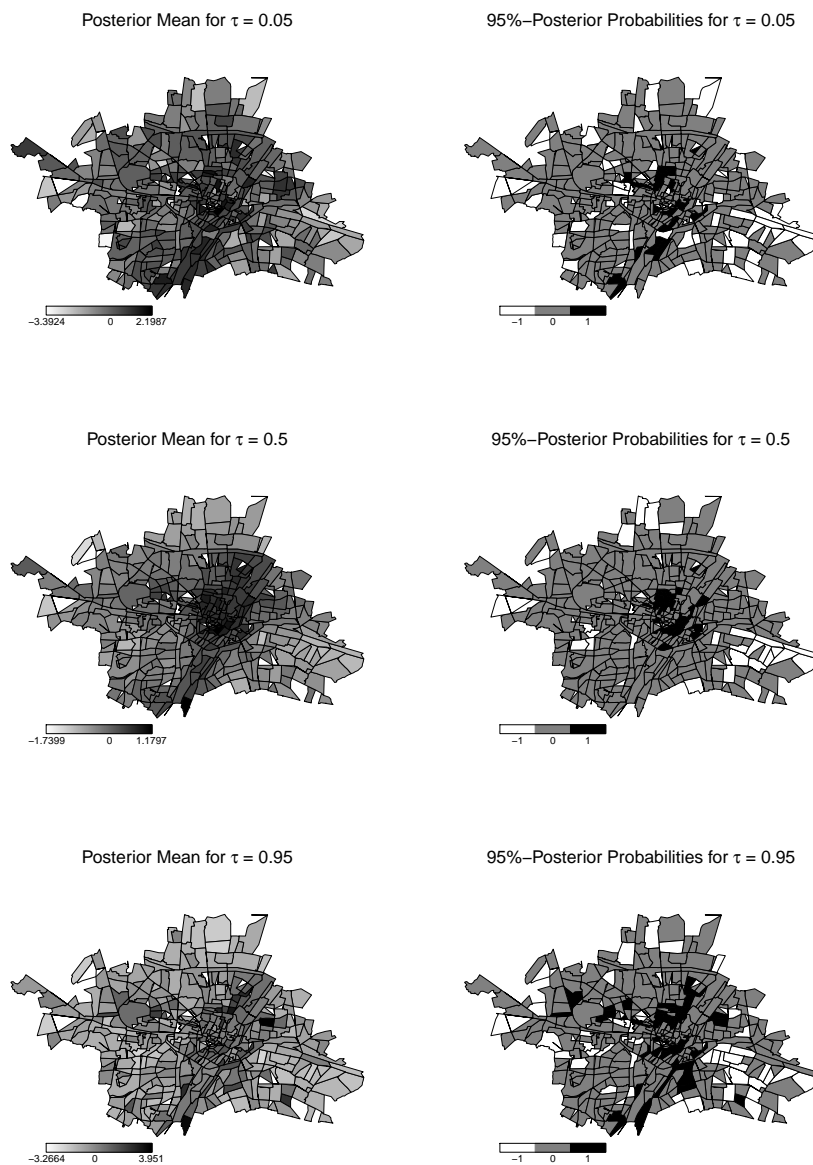 Posterior Mean for τ = 0.05
95%−Posterior Probabilities for τ = 0.05
−3.3924 0 2.1987
−1 0 1
Posterior Mean for τ = 0.5
95%−Posterior Probabilities for τ = 0.5
−1.7399 0 1.1797
−1 0 1
Posterior Mean for τ = 0.95
95%−Posterior Probabilities for τ = 0.95
−3.2664 0 3.951
−1 0 1